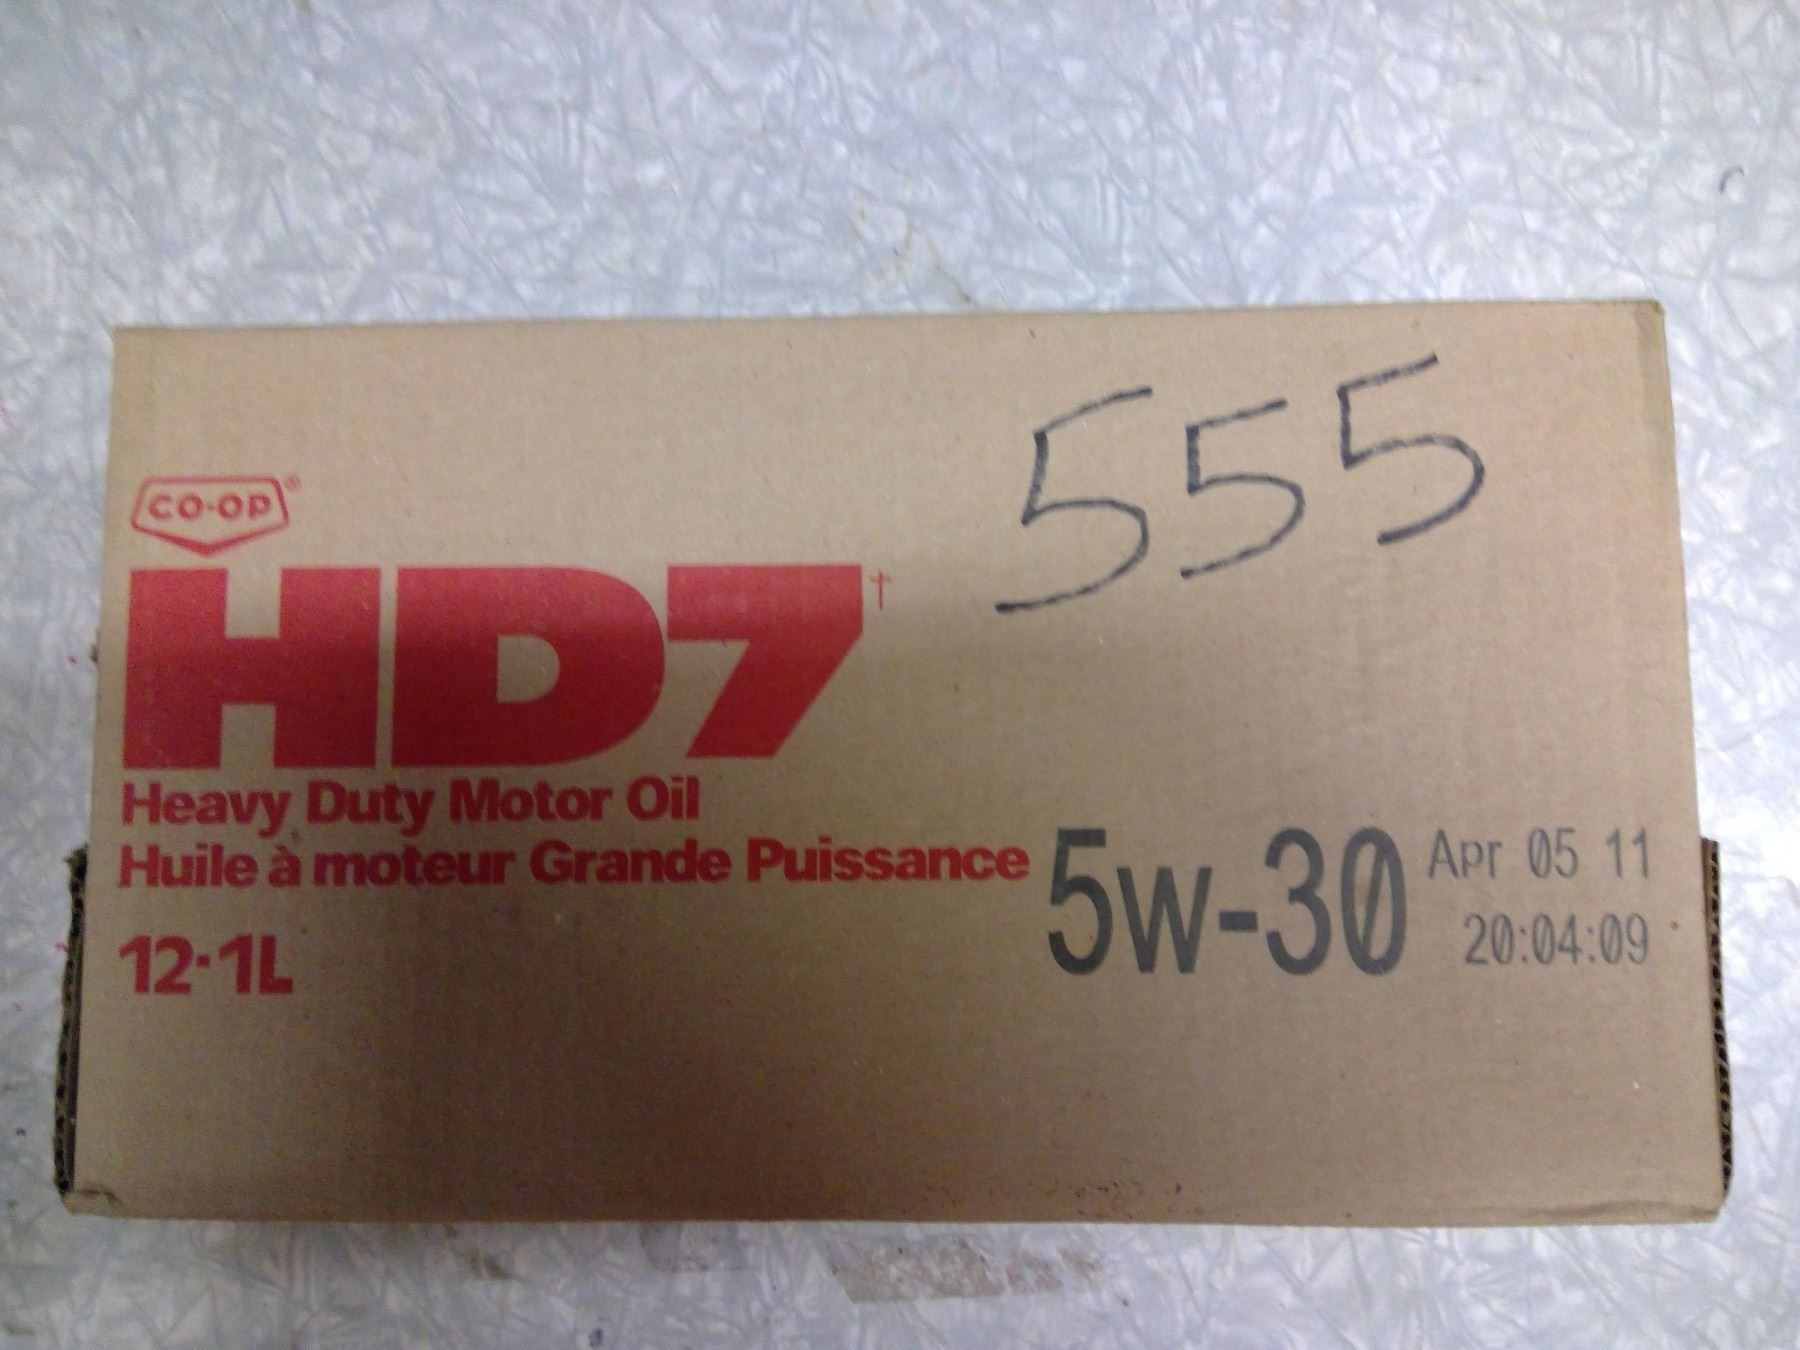 555
CO-OP®
HD7†
Heavy Duty Motor Oil
Huile à moteur Grande Puissance
12·1L
5W-30
Apr 05 11
20:04:09